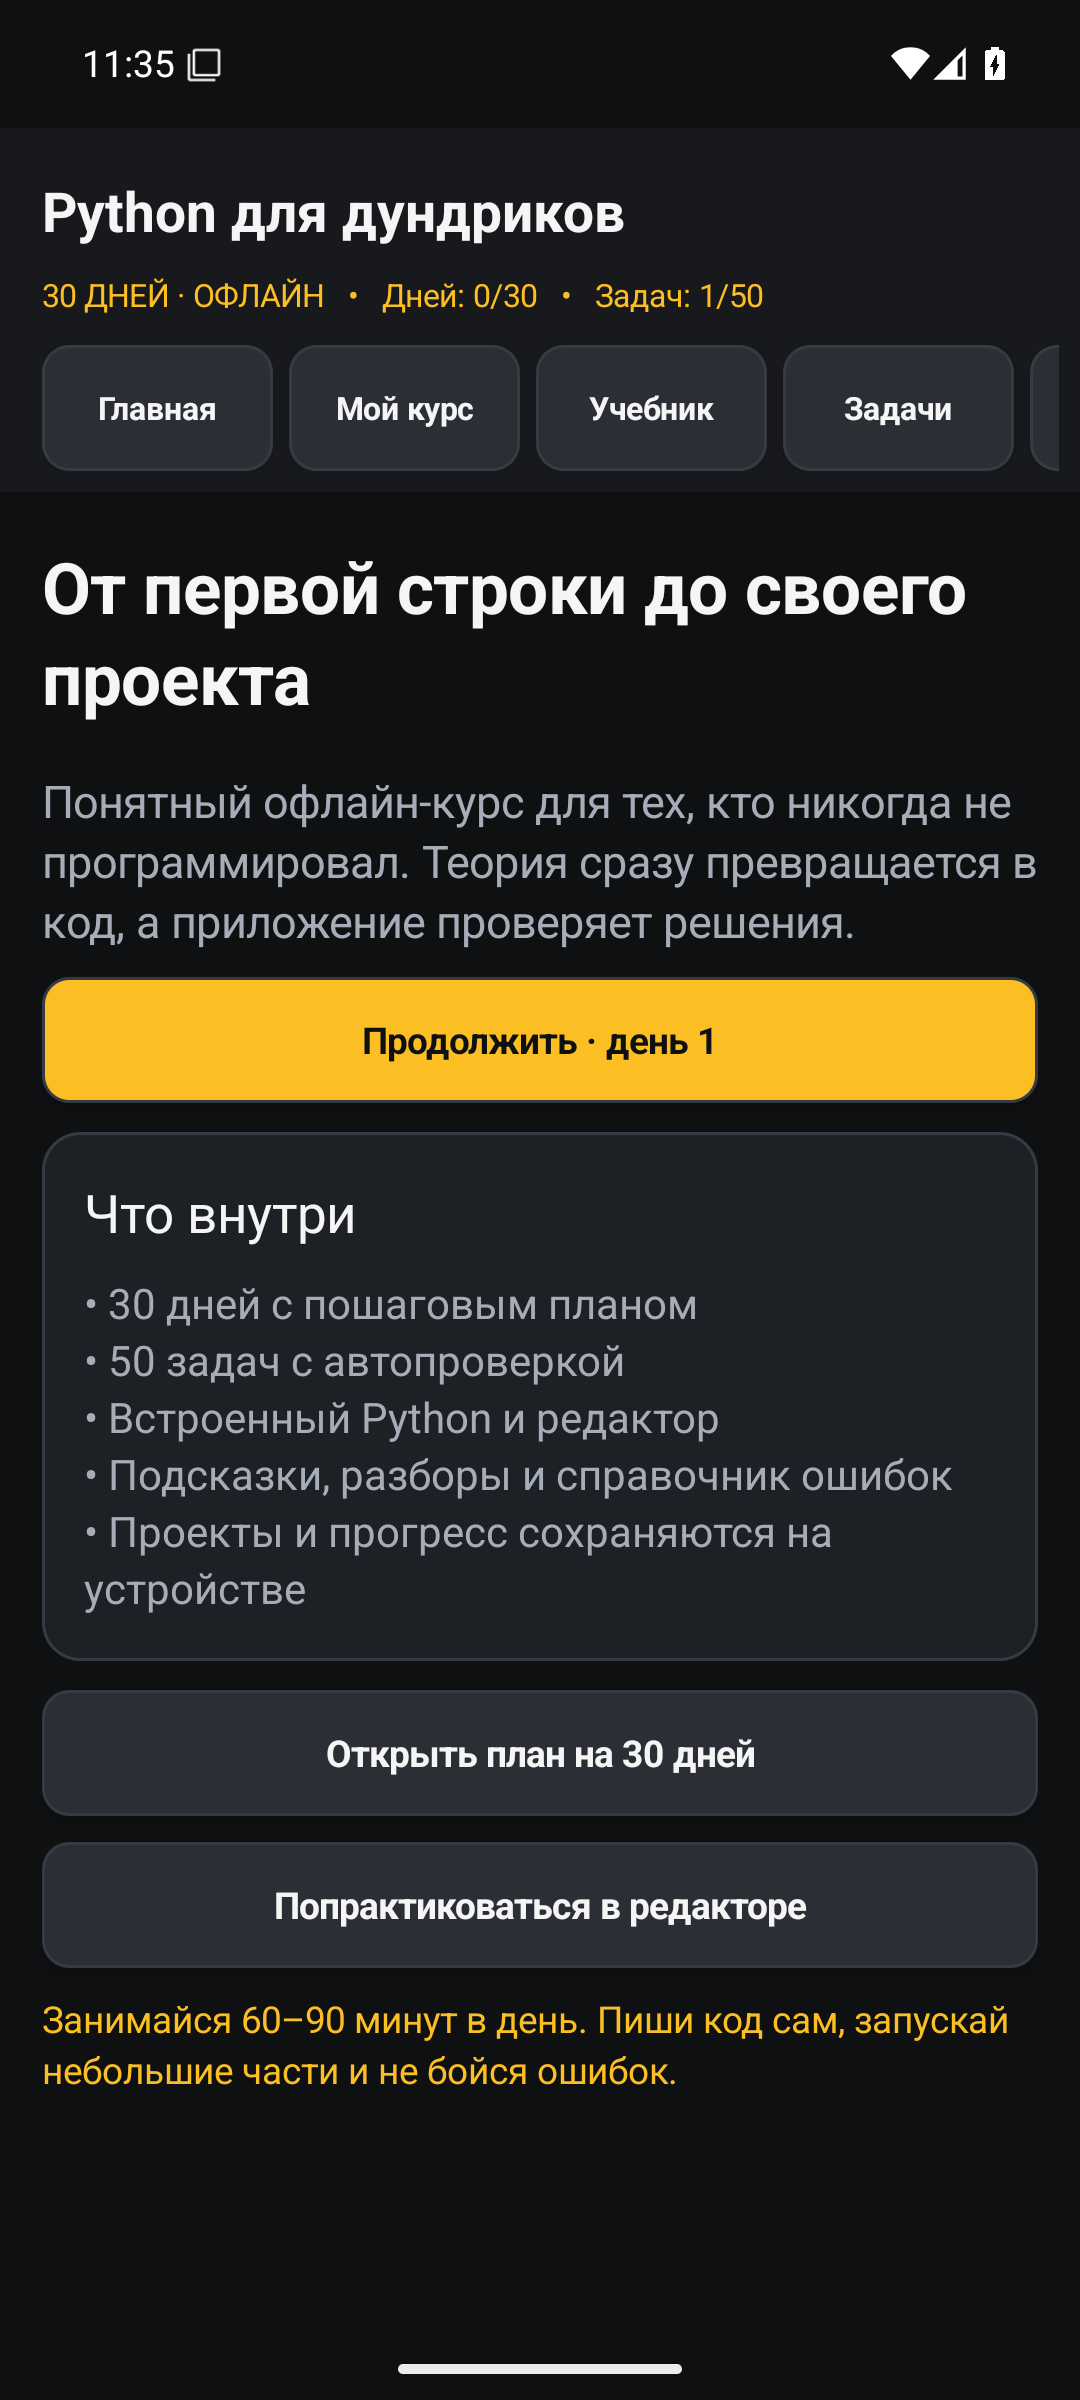 11:35
Python для дундриков
30 ДНЕЙ · ОФЛАЙН • Дней: 0/30 • Задач: 1/50
Главная
Мой курс
Учебник
Задачи
От первой строки до своего
проекта
Понятный офлайн-курс для тех, кто никогда не
программировал. Теория сразу превращается в
код, а приложение проверяет решения.
Продолжить · день 1
Что внутри
• 30 дней с пошаговым планом
• 50 задач с автопроверкой
• Встроенный Python и редактор
• Подсказки, разборы и справочник ошибок
• Проекты и прогресс сохраняются на
устройстве
Открыть план на 30 дней
Попрактиковаться в редакторе
Занимайся 60–90 минут в день. Пиши код сам, запускай
небольшие части и не бойся ошибок.